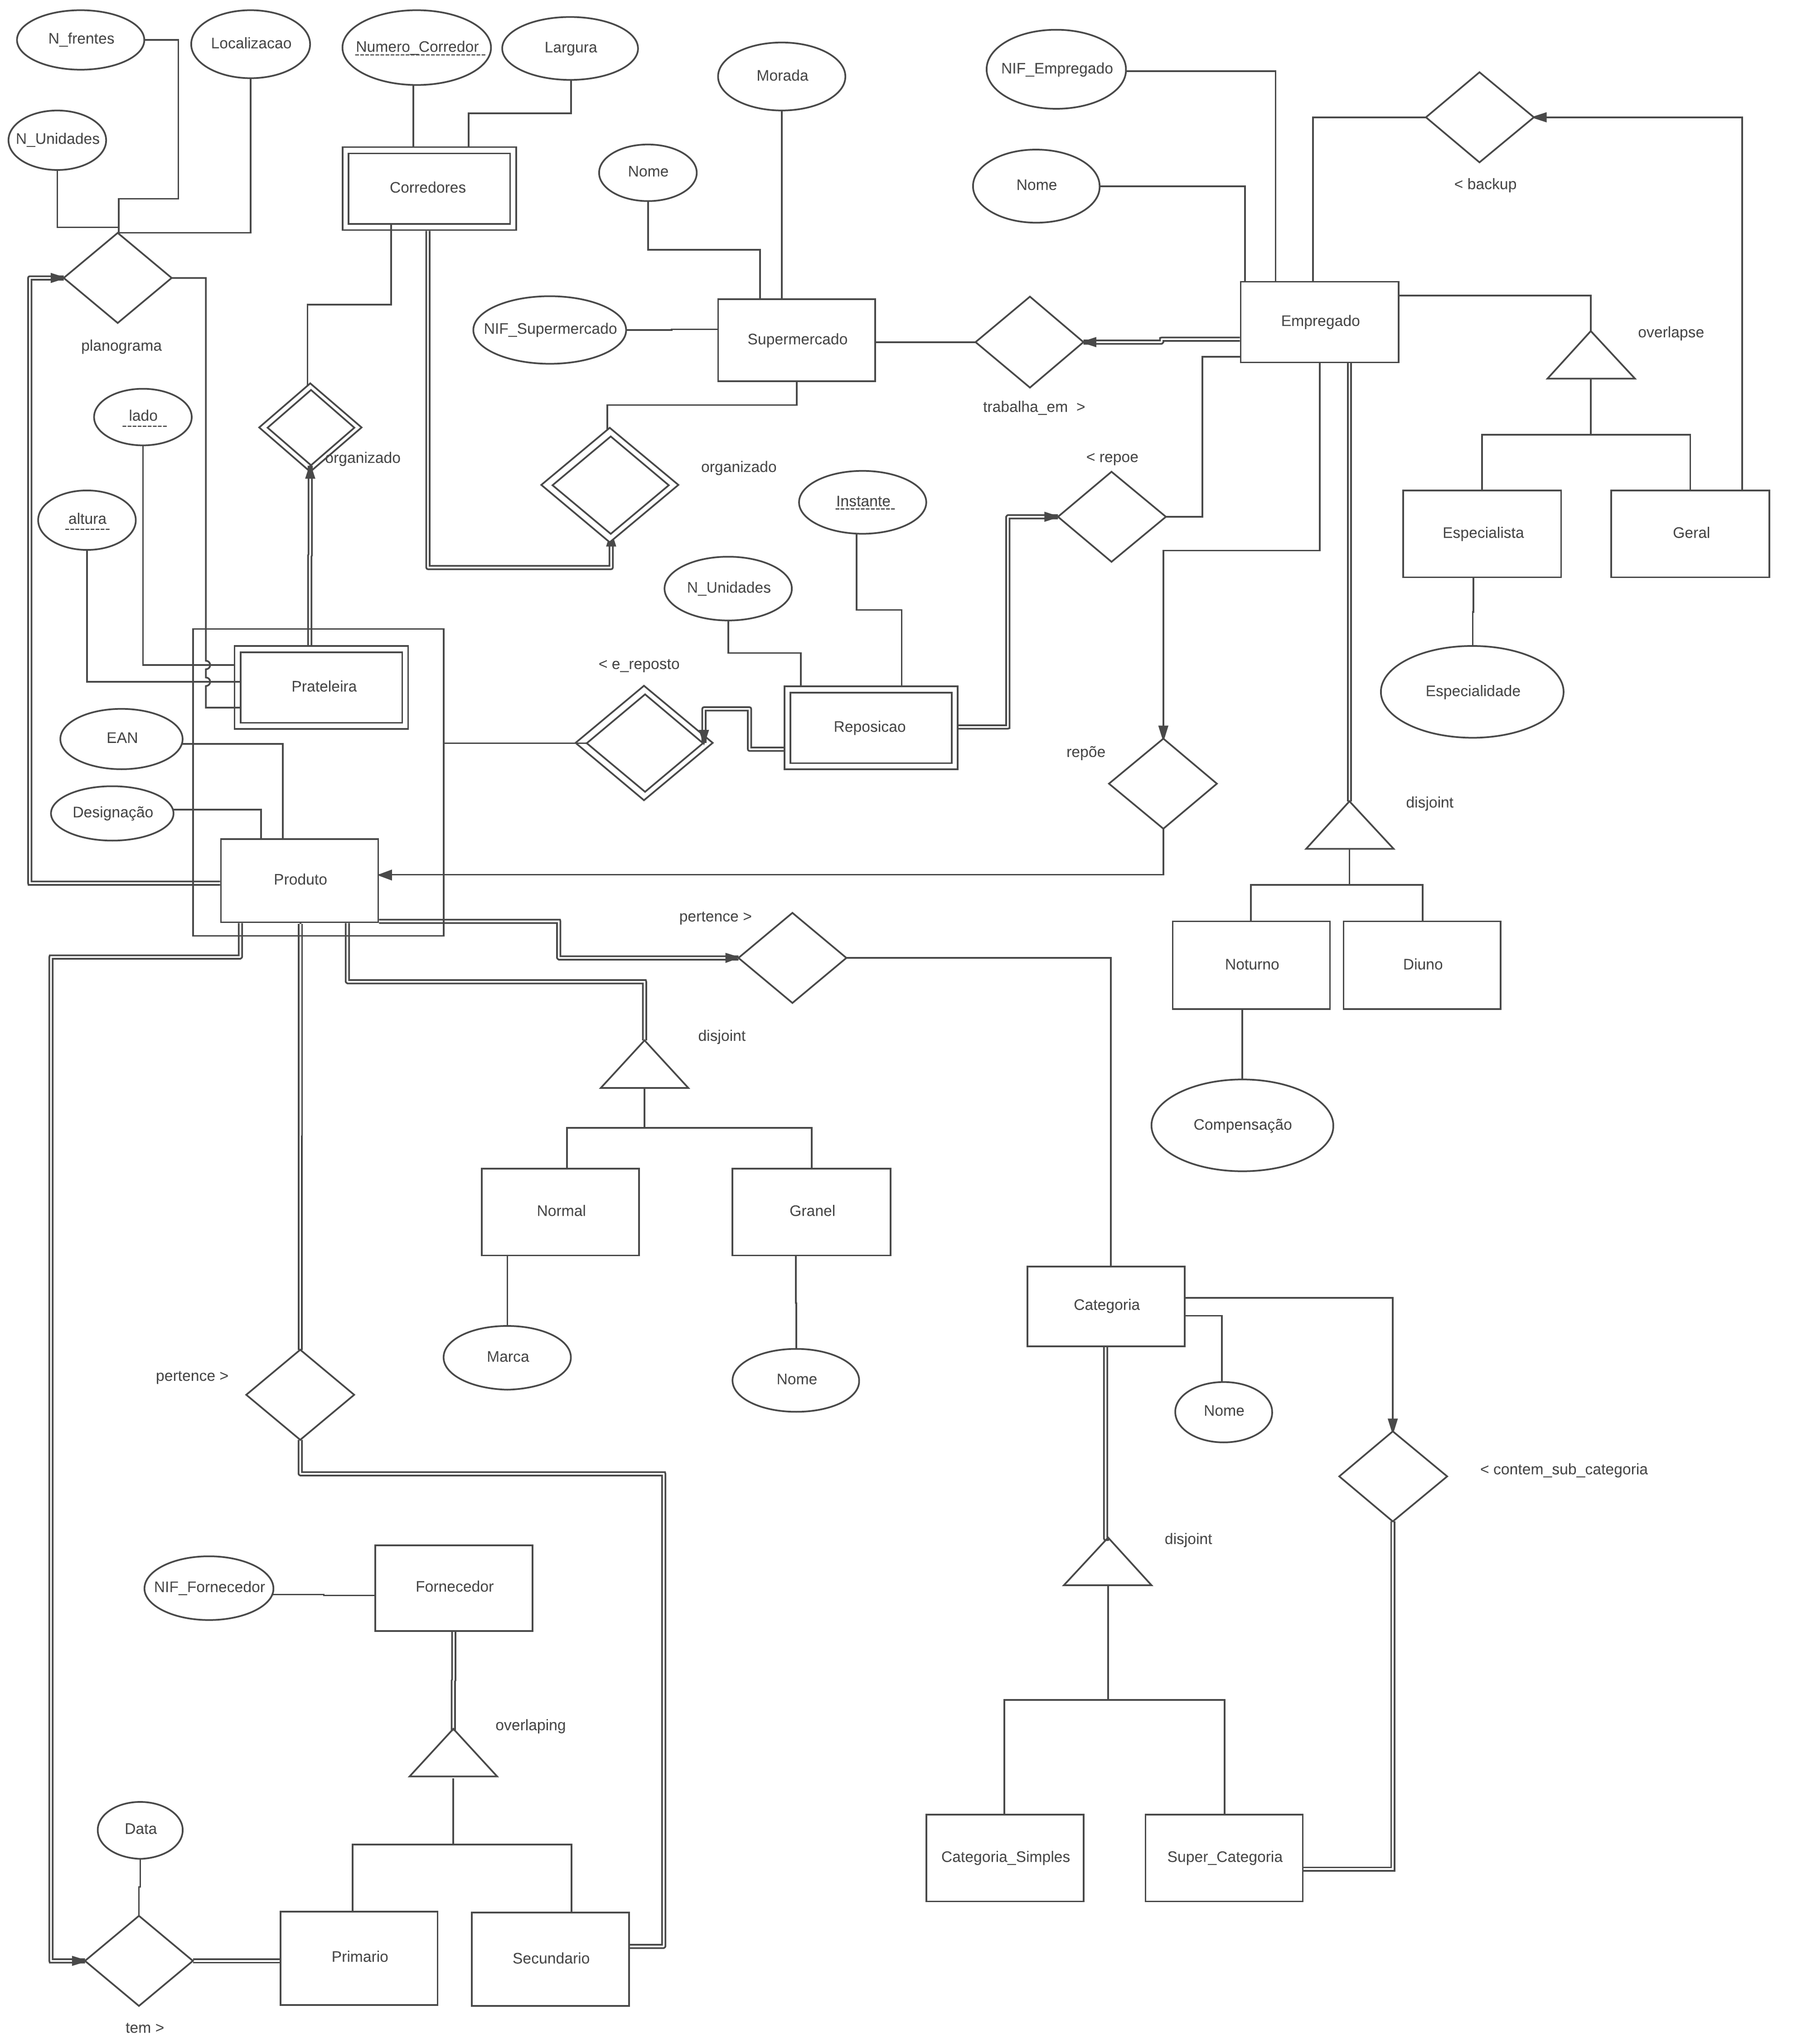 N_frentes
Localizacao
Numero_Corredor
Largura
Morada
NIF_Empregado
N_Unidades
Corredores
Nome
Nome
< backup
planograma
NIF_Supermercado
Supermercado
Empregado
overlapse
lado
trabalha_em >
organizado
organizado
< repoe
altura
Instante
Especialista
Geral
N_Unidades
< e_reposto
Prateleira
Reposicao
Especialidade
EAN
repõe
Designação
disjoint
Produto
pertence >
Noturno
Diuno
disjoint
Compensação
Normal
Granel
Categoria
Marca
pertence >
Nome
Nome
< contem_sub_categoria
disjoint
NIF_Fornecedor
Fornecedor
overlaping
Data
Categoria_Simples
Super_Categoria
Primario
Secundario
tem >